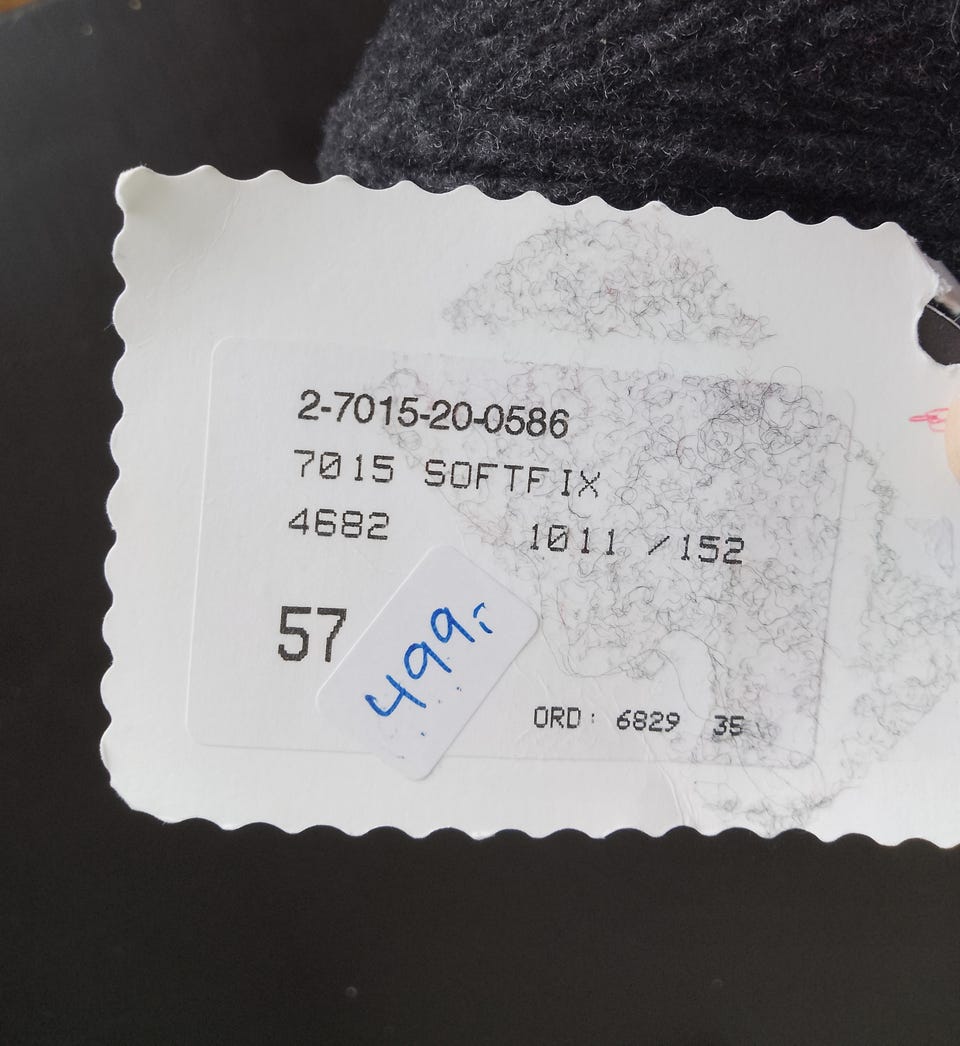 2-7015-20-0586
7015 SOFTFIX
4682 1011 /152
57
499,-
ORD: 6829 35